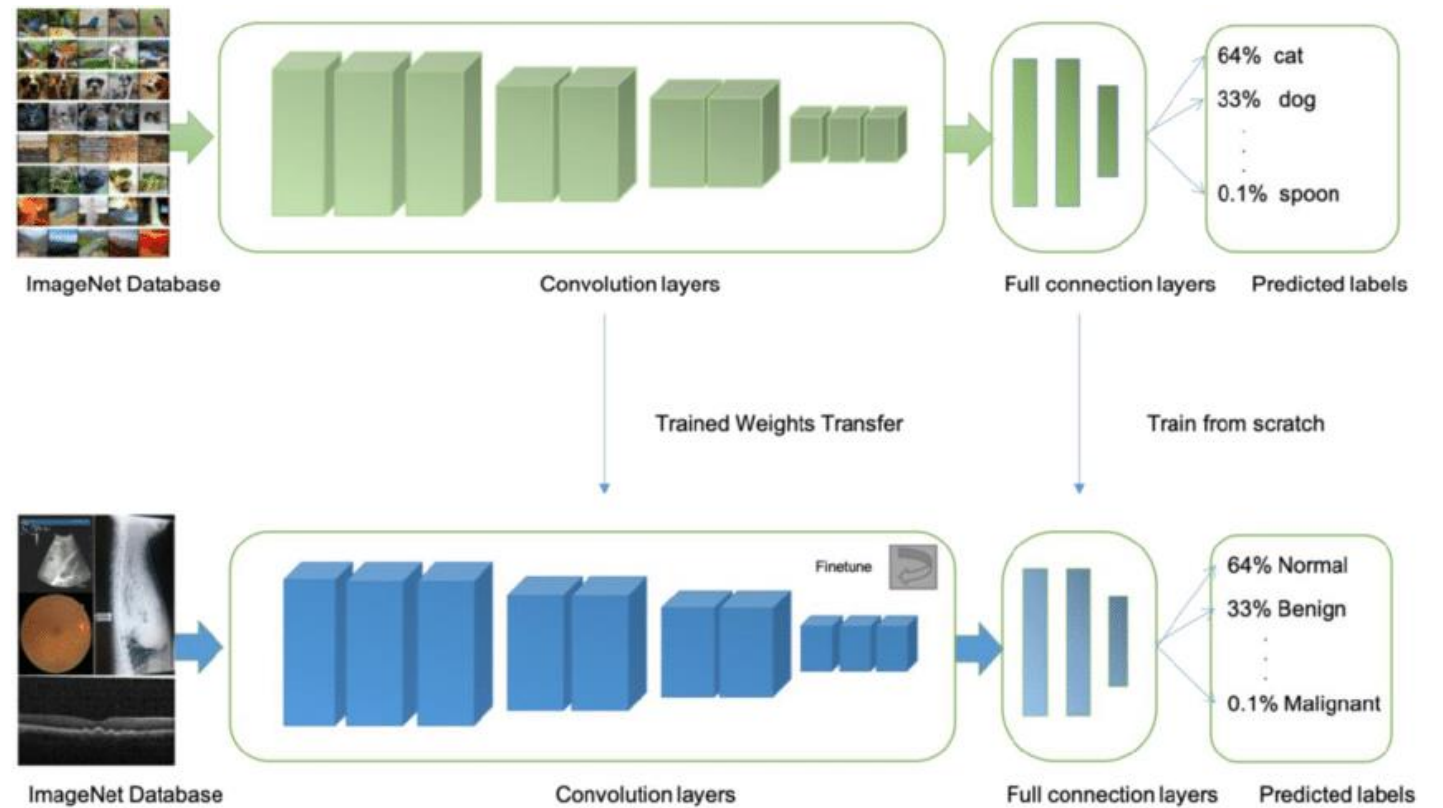 64% cat
33% dog
.
.
.
0.1% spoon
ImageNet Database
Convolution layers
Full connection layers
Predicted labels
Trained Weights Transfer
Train from scratch
Finetune
64% Normal
33% Benign
.
.
.
0.1% Malignant
ImageNet Database
Convolution layers
Full connection layers
Predicted labels